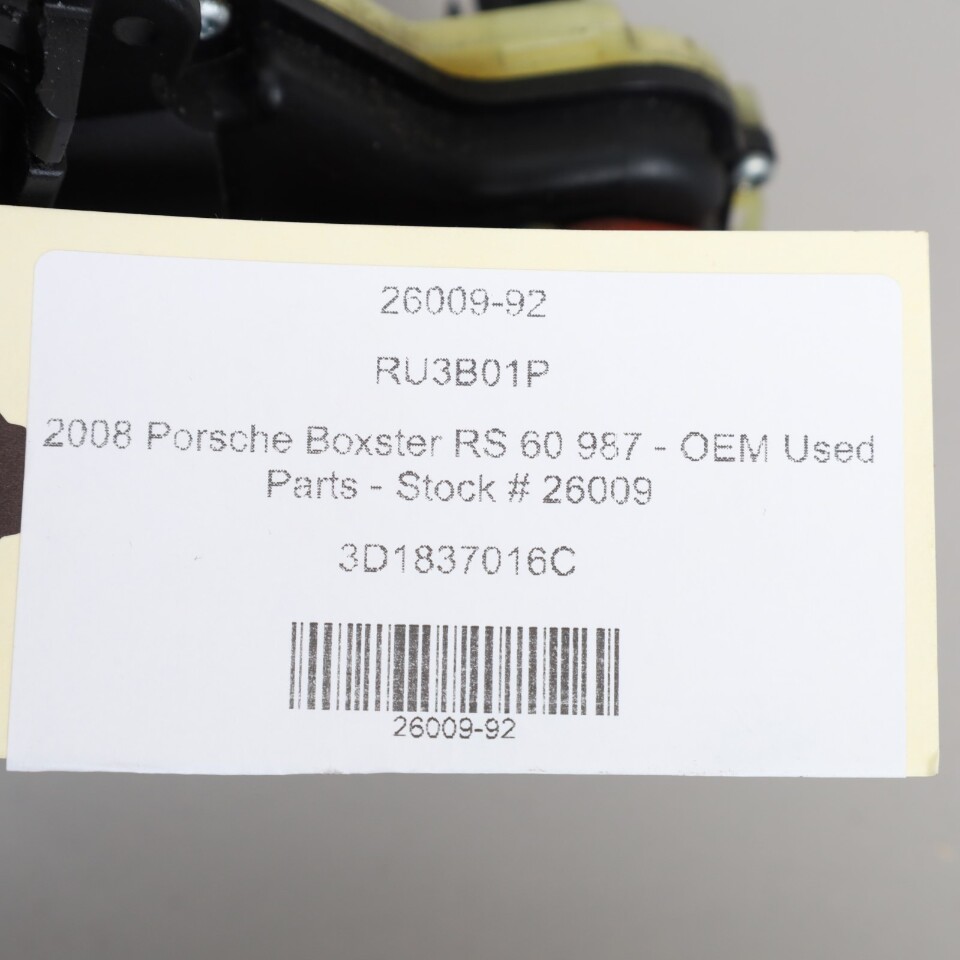 26009-92
RU3B01P
2008 Porsche Boxster RS 60 987 - OEM Used
Parts - Stock # 26009
3D1837016C
26009-92